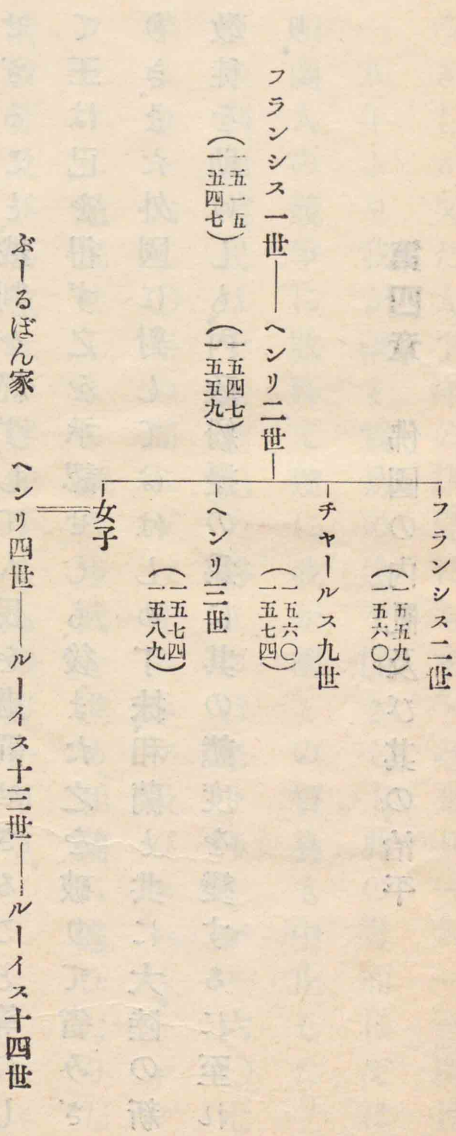 フランシス二世
(一五五九
一五六〇)
チャールス九世
(一五六〇
一五七四)
フランシス一世――ヘンリ二世
(一五一五
一五四七)
(一五四七
一五五九)
ヘンリ三世
(一五七四
一五八九)
女子
ぶーるぼん家 ヘンリ四世――ルーイス十三世――ルーイス十四世